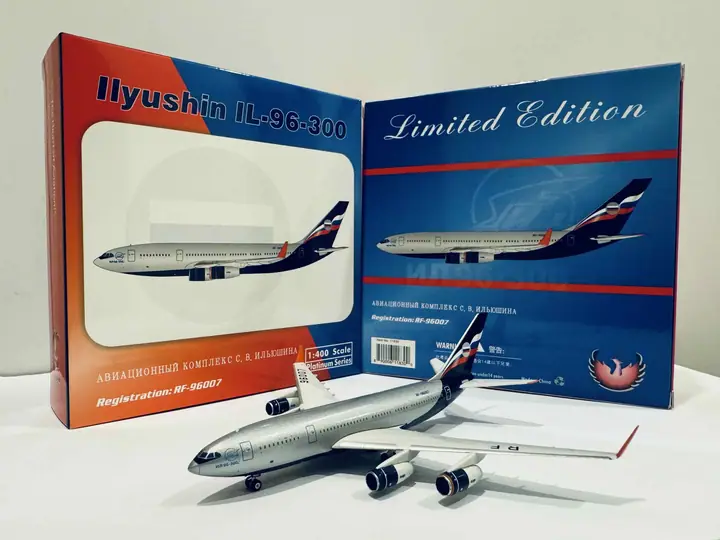 Ilyushin IL-96-300
1:400 Scale
Platinum Series
АВИАЦИОННЫЙ КОМПЛЕКС С, В, ИЛЬЮШИНА
Registration: RF-96007
Limited Edition
АВИАЦИОННЫЙ КОМПЛЕКС С, В, ИЛЬЮШИНА
Registration: RF-96007
WARNING
警告:
China
R F